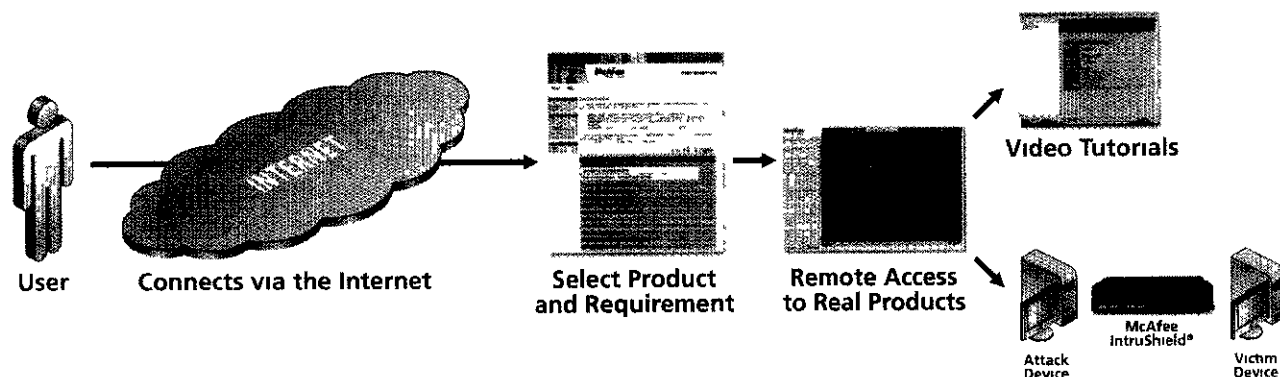 User
INTERNET
Connects via the Internet
Select Product
and Requirement
Remote Access
to Real Products
Video Tutorials
Attack
Device
McAfee
IntruShield®
Victim
Device